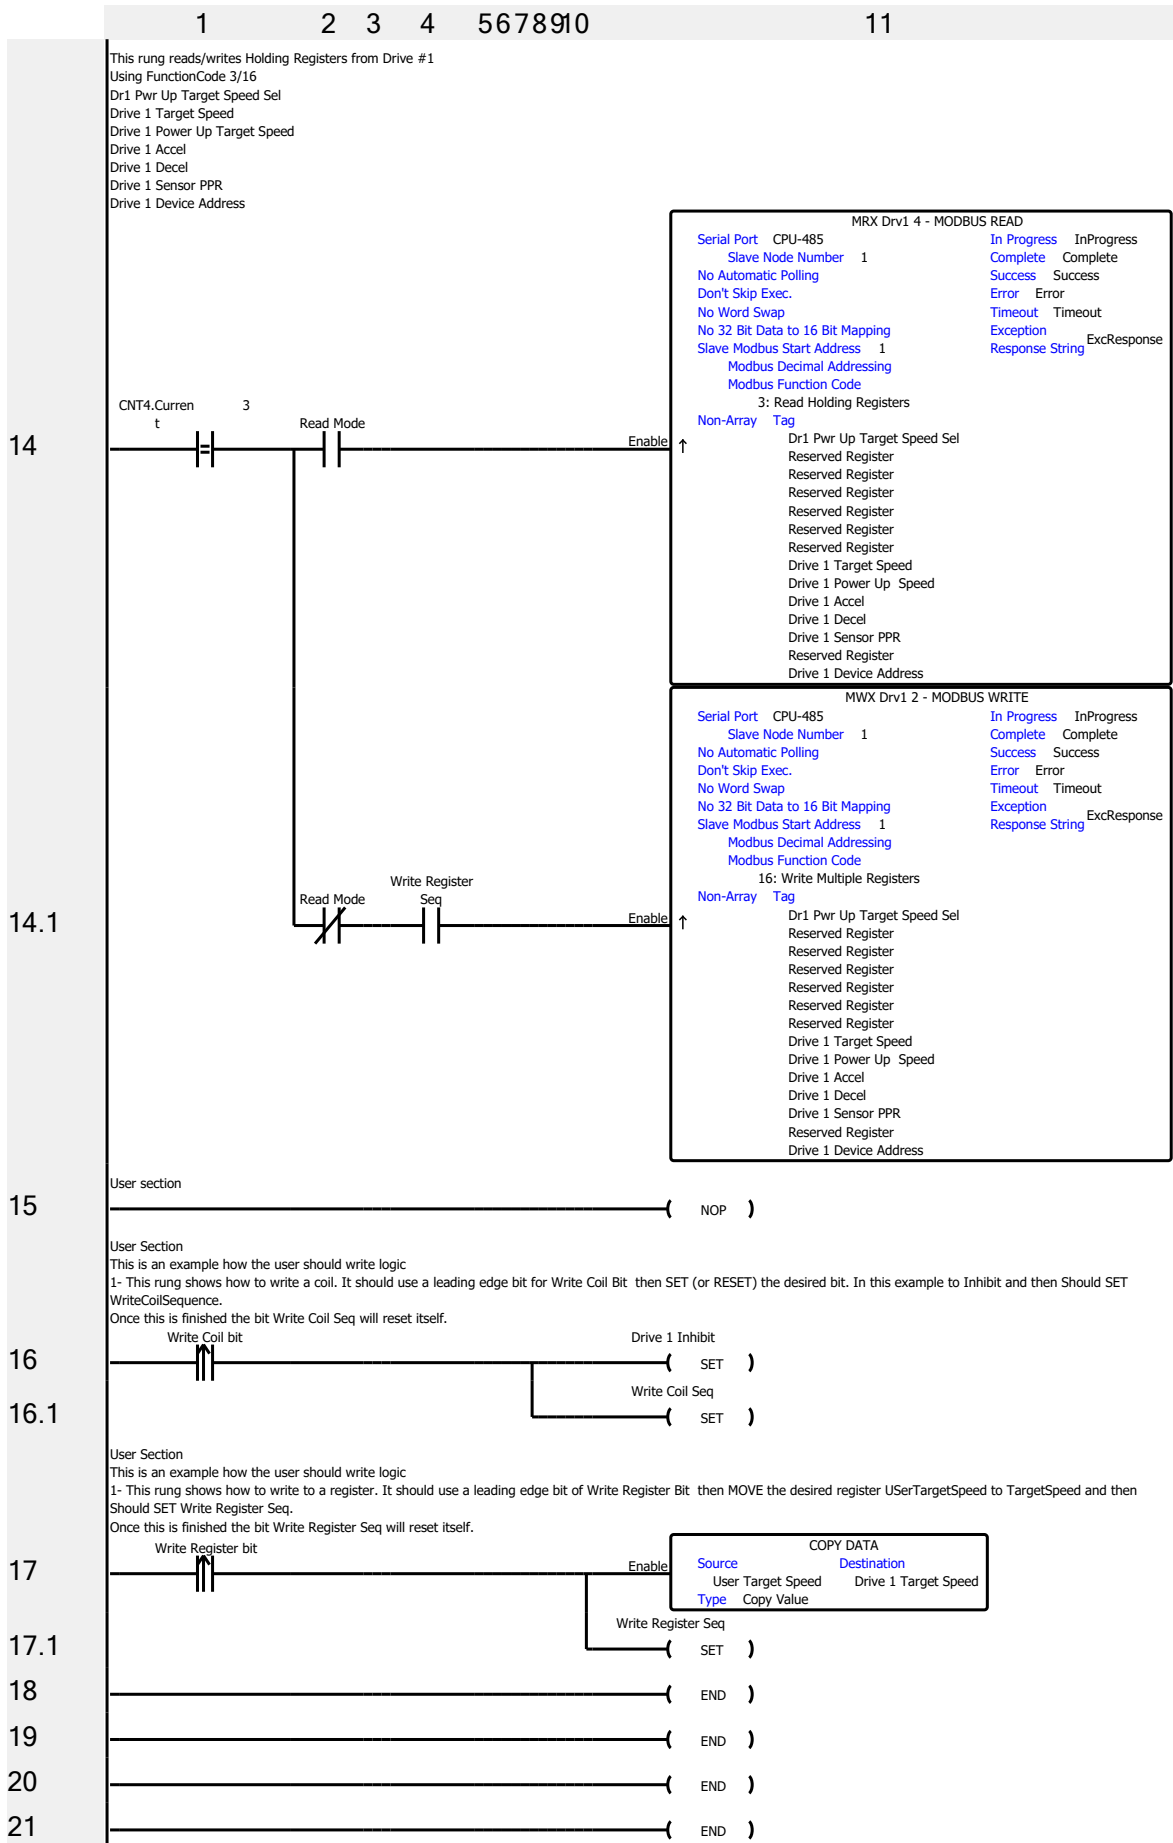 1 2 3 4 5 6 7 8 9 10 11
This rung reads/writes Holding Registers from Drive #1
Using FunctionCode 3/16
Dr1 Pwr Up Target Speed Sel
Drive 1 Target Speed
Drive 1 Power Up Target Speed
Drive 1 Accel
Drive 1 Decel
Drive 1 Sensor PPR
Drive 1 Device Address
MRX Drv1 4 - MODBUS READ
Serial Port CPU-485 In Progress InProgress
Slave Node Number 1 Complete Complete
No Automatic Polling Success Success
Don't Skip Exec. Error Error
No Word Swap Timeout Timeout
No 32 Bit Data to 16 Bit Mapping Exception
Slave Modbus Start Address 1 Response String ExcResponse
Modbus Decimal Addressing
Modbus Function Code
3: Read Holding Registers
Non-Array Tag
CNT4.Curren 3
t Read Mode
14 Enable
Dr1 Pwr Up Target Speed Sel
Reserved Register
Reserved Register
Reserved Register
Reserved Register
Reserved Register
Reserved Register
Drive 1 Target Speed
Drive 1 Power Up  Speed
Drive 1 Accel
Drive 1 Decel
Drive 1 Sensor PPR
Reserved Register
Drive 1 Device Address
MWX Drv1 2 - MODBUS WRITE
Serial Port CPU-485 In Progress InProgress
Slave Node Number 1 Complete Complete
No Automatic Polling Success Success
Don't Skip Exec. Error Error
No Word Swap Timeout Timeout
No 32 Bit Data to 16 Bit Mapping Exception
Slave Modbus Start Address 1 Response String ExcResponse
Modbus Decimal Addressing
Modbus Function Code
16: Write Multiple Registers
Non-Array Tag
Write Register
Read Mode Seq
14.1 Enable
Dr1 Pwr Up Target Speed Sel
Reserved Register
Reserved Register
Reserved Register
Reserved Register
Reserved Register
Reserved Register
Drive 1 Target Speed
Drive 1 Power Up  Speed
Drive 1 Accel
Drive 1 Decel
Drive 1 Sensor PPR
Reserved Register
Drive 1 Device Address
User section
15 NOP
User Section
This is an example how the user should write logic
1- This rung shows how to write a coil. It should use a leading edge bit for Write Coil Bit  then SET (or RESET) the desired bit. In this example to Inhibit and then Should SET
WriteCoilSequence.
Once this is finished the bit Write Coil Seq will reset itself.
Write Coil bit Drive 1 Inhibit
16 SET
Write Coil Seq
16.1 SET
User Section
This is an example how the user should write logic
1- This rung shows how to write to a register. It should use a leading edge bit of Write Register Bit  then MOVE the desired register USerTargetSpeed to TargetSpeed and then
Should SET Write Register Seq.
Once this is finished the bit Write Register Seq will reset itself.
Write Register bit COPY DATA
17 Enable Source Destination
User Target Speed Drive 1 Target Speed
Type Copy Value
Write Register Seq
17.1 SET
18 END
19 END
20 END
21 END